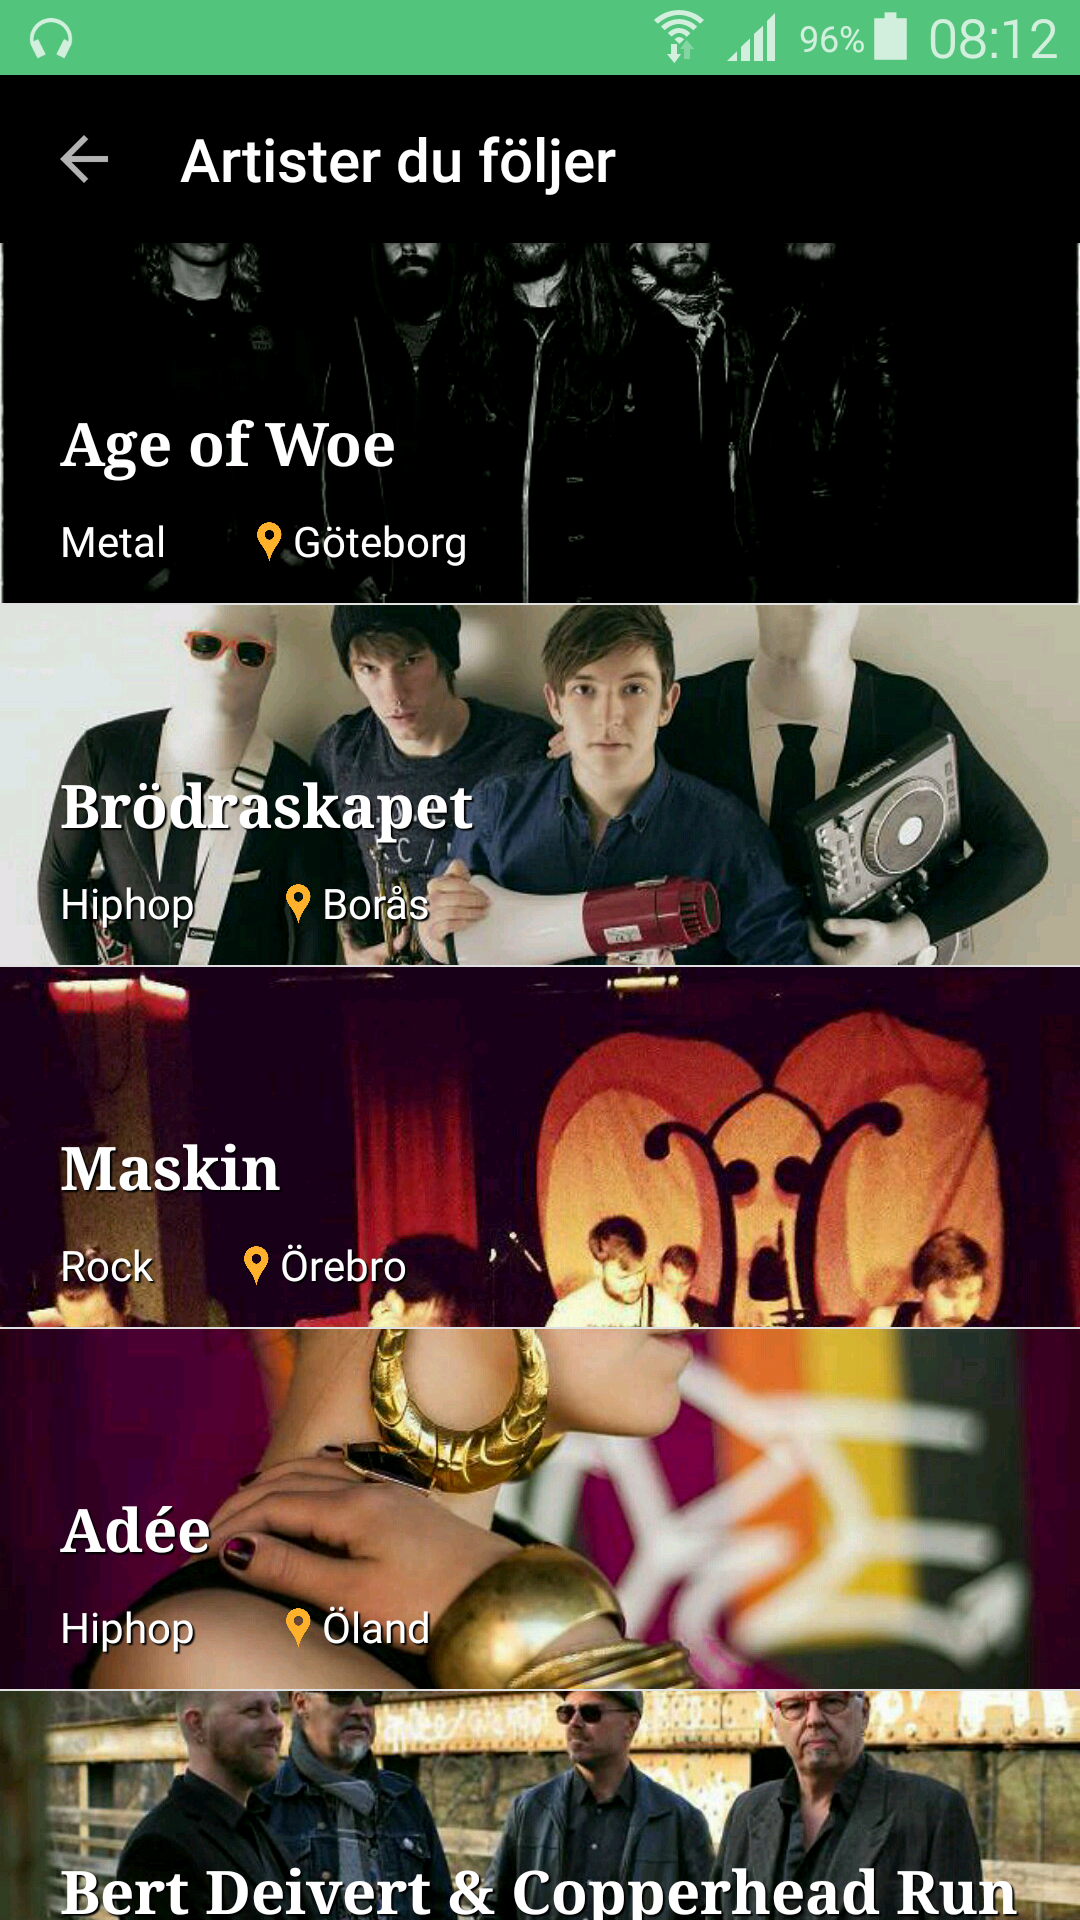 96% 08:12
Artister du följer
Age of Woe
Metal Göteborg
Brödraskapet
Hiphop Borås
Maskin
Rock Örebro
Adée
Hiphop Öland
Bert Deivert & Copperhead Run